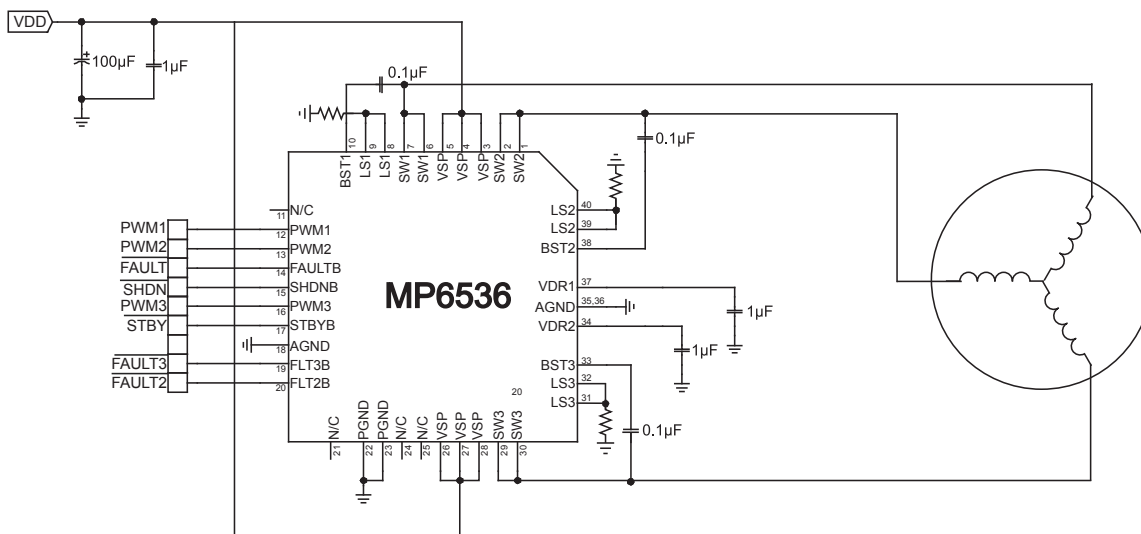 VDD
100µF
1µF
0.1µF
10 9 8 7 6 5 4 3 2 1
BST1 LS1 LS1 SW1 SW1 VSP VSP VSP SW2 SW2
0.1µF
N/C
11
PWM1
PWM1
12
PWM2
PWM2
13
FAULT
FAULTB
14
SHDN
SHDNB
15
PWM3
PWM3
16
STBY
STBYB
17
AGND
18
FAULT3
FLT3B
19
FAULT2
FLT2B
20
MP6536
LS2 40
LS2 39
BST2 38
VDR1 37
1µF
AGND 35,36
VDR2 34
1µF
BST3 33
LS3 32
LS3 31
20
0.1µF
N/C PGND PGND N/C N/C VSP VSP VSP SW3 SW3
21 22 23 24 25 26 27 28 29 30